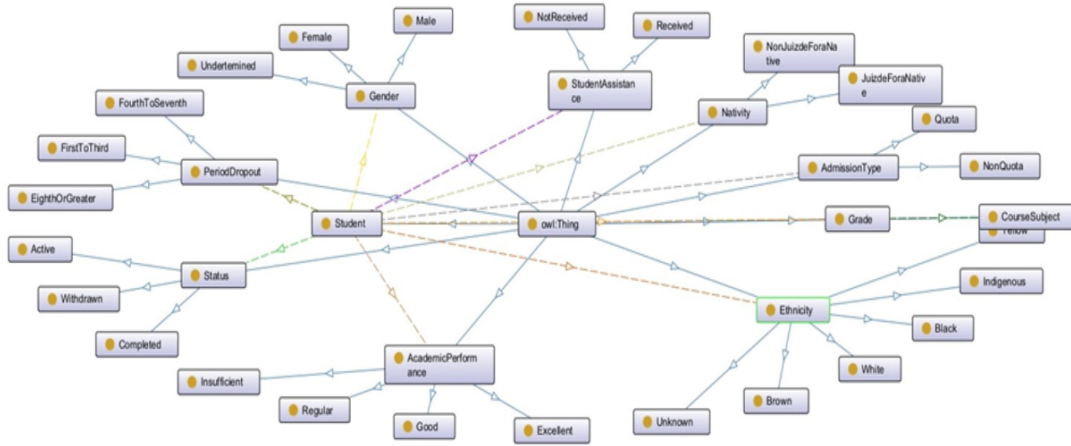 Male
NotReceived
Received
Female
NonJuizdeForaNa
tive
Undertemined
JuizdeForaNativ
e
StudentAssistan
ce
Gender
FourthToSeventh
Nativity
Quota
FirstToThird
PeriodDropout
AdmissionType
NonQuota
EighthOrGreater
Student
owl:Thing
Grade
CourseSubject
Yellow
Active
Status
Indigenous
Withdrawn
Ethnicity
Black
Completed
AcademicPerform
ance
White
Insufficient
Regular
Good
Excellent
Brown
Unknown